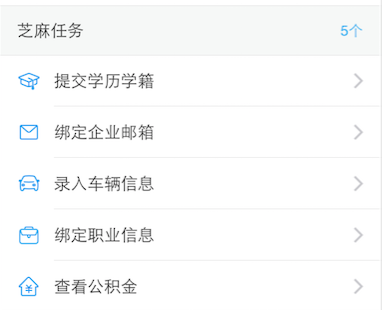 芝麻任务 5个
提交学历学籍
绑定企业邮箱
录入车辆信息
绑定职业信息
查看公积金